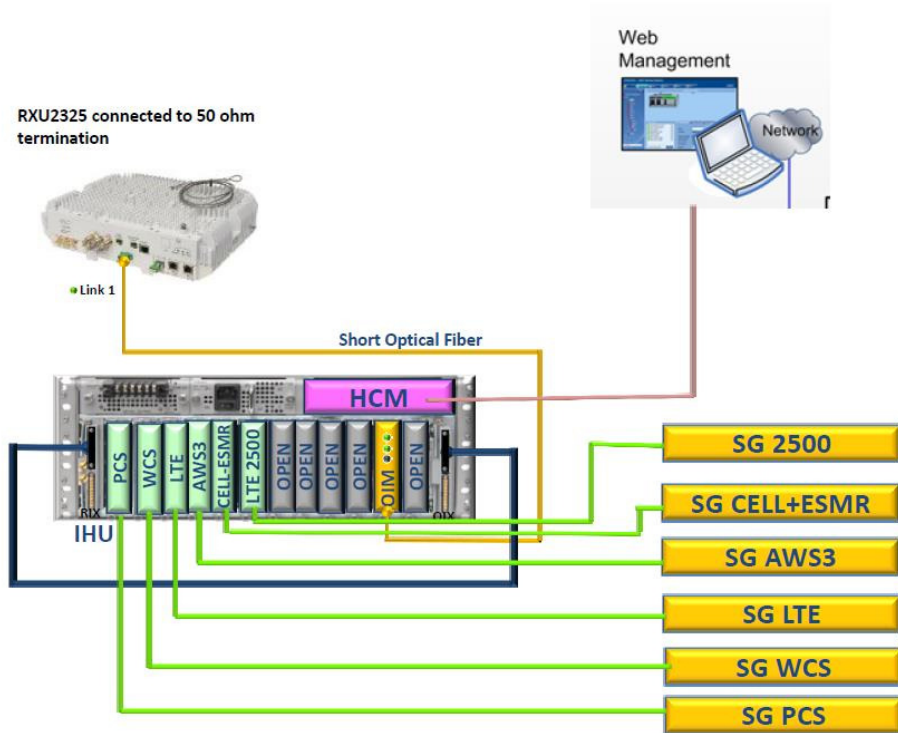 Web
Management
Network
RXU2325 connected to 50 ohm
termination
Link 1
Short Optical Fiber
HCM
PCS
WCS
LTE
AWS3
CELL-ESMR
LTE 2500
OPEN
OPEN
OPEN
OPEN
OIM
OPEN
RIX
OIX
IHU
SG 2500
SG CELL+ESMR
SG AWS3
SG LTE
SG WCS
SG PCS